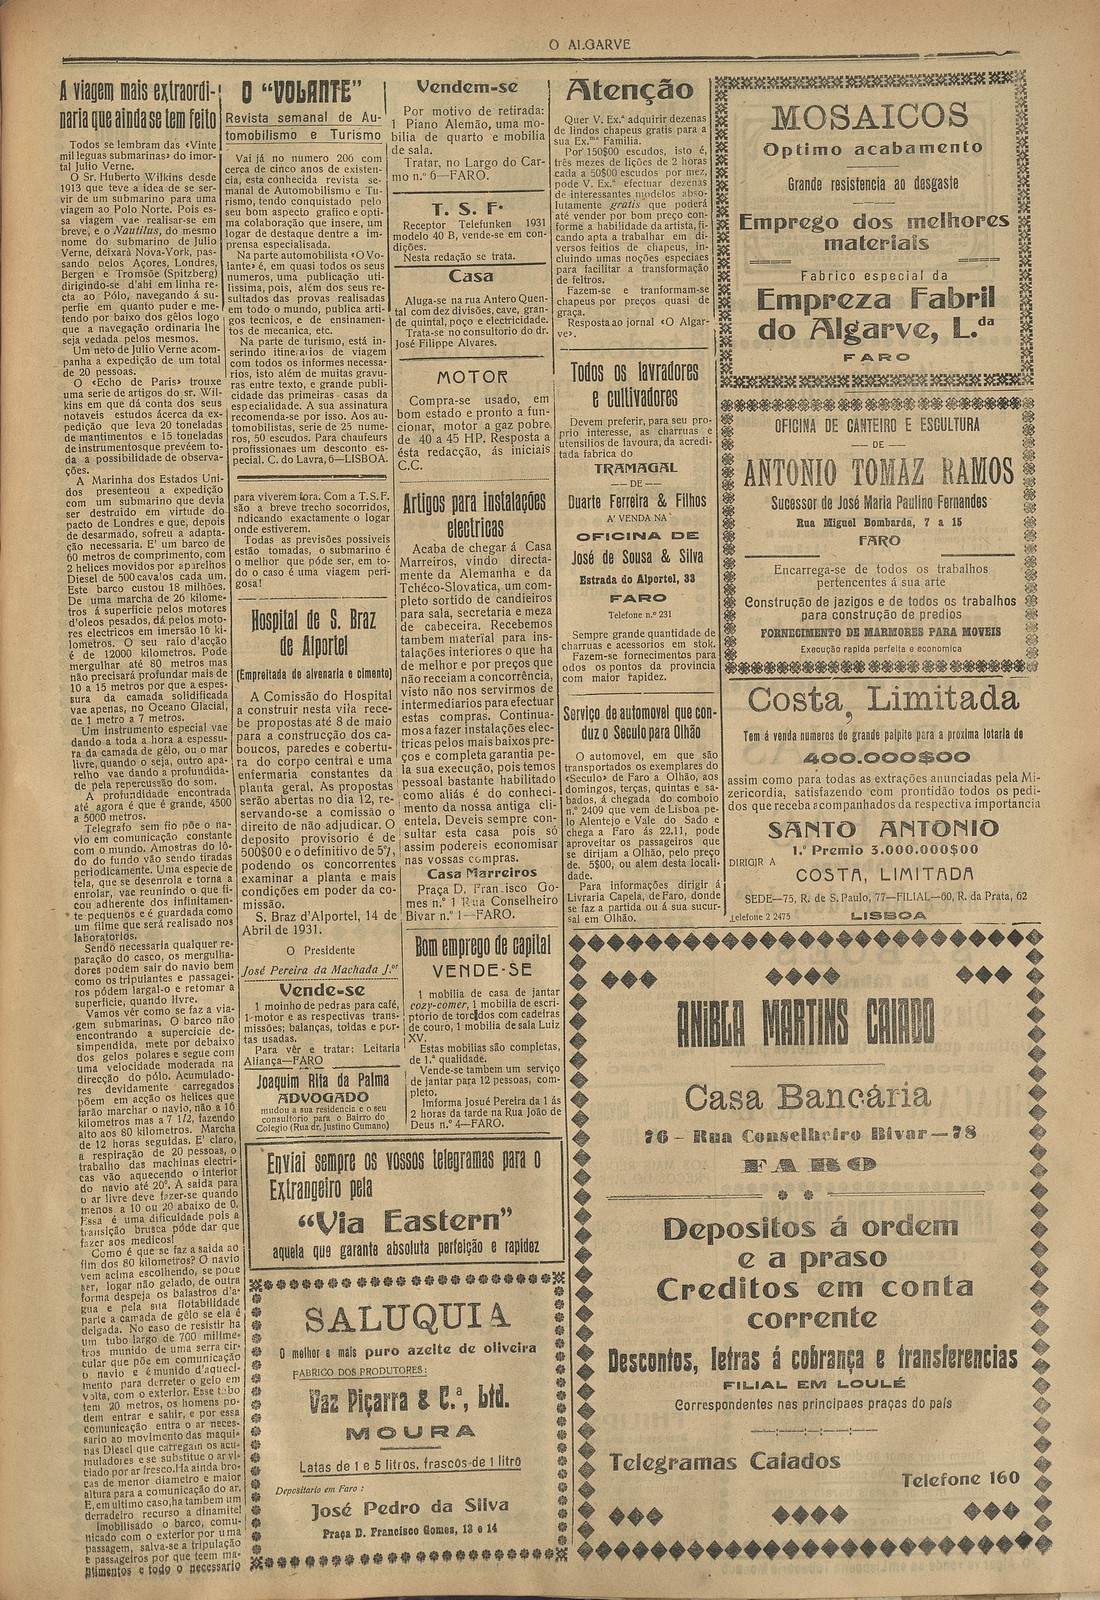 O ALGARVE
A viagem mais extraordi-
naria que ainda se tem feito
Todos se lembram das «Vinte
mil leguas submarinas» do imor-
tal Julio Verne.
O Sr. Huberto Wilkins desde
1913 que teve a idea de se ser-
vir de um submarino para uma
viagem ao Polo Norte. Pois es-
sa viagem vae realisar-se em
breve, e o Nautilus, do mesmo
nome do submarino de Julio
Verne, deixará Nova-York, pas-
sando pelos Açores, Londres,
Bergen e Tromsöe (Spitzberg)
dirigindo-se d'ahi em linha re-
cta ao Pólo, navegando á su-
perfie em quanto puder e me-
tendo por baixo dos gêlos logo
que a navegação ordinaria lhe
seja vedada pelos mesmos.
Um neto de Julio Verne acom-
panha a expedição de um total
de 20 pessoas.
O «Echo de Paris» trouxe
uma serie de artigos do sr. Wil-
kins em que dá conta dos seus
notaveis estudos ácerca da ex-
pedição que leva 20 toneladas
de mantimentos e 15 toneladas
de instrumentosque prevéem to-
da a possibilidade de observa-
ções.
A Marinha dos Estados Uni-
dos presenteou a expedição
com um submarino que devia
ser destruido em virtude do
pacto de Londres e que, depois
de desarmado, sofreu a adapta-
ção necessaria. E' um barco de
60 metros de comprimento, com
2 helices movidos por aparelhos
Diesel de 500 cavalos cada um.
Este barco custou 18 milhões.
De uma marcha de 26 kilome-
tros á superficie pelos motores
d'oleos pesados, dá pelos moto-
res electricos em imersão 16 ki-
lometros. O seu raio d'acção
é de 12000 kilometros. Pode
mergulhar até 80 metros mas
não precisará profundar mais de
10 a 15 metros por que a espes-
sura da camada solidificada
vae apenas, no Oceano Glacial,
de 1 metro a 7 metros.
Um instrumento especial vae
dando a toda a hora a espessu-
ra da camada de gêlo, ou o mar
livre, quando o seja, outro apa-
relho vae dando a profundida-
de pela repercussão do som.
A profundidade encontrada
até agora é que é grande, 4500
a 5000 metros.
Telegrafo sem fio põe o na-
vio em comunicação constante
com o mundo. Amostras do lô-
do do fundo vão sendo tiradas
periodicamente. Uma especie de
tela, que se desenrola e torna a
enrolar, vae reunindo o que fi-
cou adherente dos infinitamen-
te pequenos e é guardada como
um filme que será realisado nos
laboratorios.
Sendo necessaria qualquer re-
paração do casco, os mergulha-
dores podem sair do navio bem
como os tripulantes e passagei-
ros pódem largal-o e retomar a
superficie, quando livre.
Vamos vêr como se faz a via-
gem submarinas. O barco não
encontrando a superficie de-
simpendida, mete por debaixo
dos gelos polares e segue com
uma velocidade moderada na
direcção do pólo. Acumulado-
res devidamente carregados
põem em acção os helices que
farão marchar o navio, não a 16
kilometros mas a 7 1/2, fazendo
alto aos 80 kilometros. Marcha
de 12 horas seguidas. E' claro,
a respiração de 20 pessoas, o
trabalho das machinas electri-
cas vão aquecendo o interior
do navio até 20º. A saida para
o ar livre deve fazer-se quando
menos a 10 ou 20 abaixo de 0.
Essa é uma dificuldade pois a
transição brusca póde dar que
fazer aos medicos!
Como é que se faz a saida ao
fim dos 80 kilometros? O navio
vem acima escolhendo, se poue
ser, logar não gelado, de outra
forma despeja os balastros d'a-
gua e pela sua flotabilidade
parte a camada de gêlo se ela é
delgada. No caso de resistir ha
um tubo largo de 700 milime-
tros munido de uma serra cir-
cular que põe em comunicação
o navio e é munido d'aqueci-
mento para derreter o gelo em
volta, com o exterior. Esse tubo
tem 20 metros, os homens po-
dem entrar e sahir, e por essa
comunicação entra o ar neces-
sario ao movimento das maqui-
nas Diesel que carregam os acu-
muladores e se substitue o ar vi-
ciado por ar fresco. Ha ainda bro-
cas de menor diametro e maior
altura para a comunicação do ar.
E, em ultimo caso, ha tambem um
derradeiro recurso a dinamite!
Imobilisado o barco, comu-
nicado com o exterior por uma
passagem, salva-se a tripulação
e passageiros por que teem ma-
ntimentos e todo o necessario
O "VOLANTE"
Revista semanal de Au-
tomobilismo e Turismo
Vai já no numero 206 com
cerça de cinco anos de existen-
cia, esta conhecida revista se-
manal de Automobilismo e Tu-
rismo, tendo conquistado pelo
seu bom aspecto grafico e opti-
ma colaboração que insere, um
logar de destaque dentre a im-
prensa especialisada.
Na parte automobilista «O Vo-
lante» é, em quasi todos os seus
numeros, uma publicação uti-
lissima, pois, além dos seus re-
sultados das provas realisadas
em todo o mundo, publica arti-
gos tecnicos, e de ensinamen-
tos de mecanica, etc.
Na parte de turismo, está in-
serindo itinerarios de viagem
com todos os informes necessa-
rios, isto além de muitas gravu-
ras entre texto, e grande publi-
cidade das primeiras casas da
especialidade. A sua assinatura
recomenda-se por isso. Aos au-
tomobilistas, serie de 25 nume-
ros, 50 escudos. Para chaufeurs
profissionaes um desconto es-
pecial. C. do Lavra, 6—LISBOA.
para viverem fora. Com a T.S.F.
são a breve trecho socorridos,
indicando exactamente o logar
onde estiverem.
Todas as previsões possiveis
estão tomadas, o submarino é
o melhor que póde ser, em to-
do o caso é uma viagem peri-
gosa!
Hospital de S. Braz
de Alportel
(Empreitada de alvenaria e cimento)
A Comissão do Hospital
a construir nesta vila rece-
be propostas até 8 de maio
para a construcção dos ca-
boucos, paredes e cobertu-
ra do corpo central e uma
enfermaria constantes da
planta geral. As propostas
serão abertas no dia 12, re-
servando-se a comissão o
direito de não adjudicar. O
deposito provisorio é de
500$00 e o definitivo de 5%,
podendo os concorrentes
examinar a planta e mais
condições em poder da co-
missão.
S. Braz d'Alportel, 14 de
Abril de 1931.
O Presidente
José Pereira da Machada J.or
Vende-se
1 moinho de pedras para café,
1 motor e as respectivas trans-
missões; balanças, toldas e por-
tas usadas.
Para vêr e tratar: Leitaria
Aliança—FARO
Joaquim Rita da Palma
ADVOGADO
mudou a sua residencia e o seu
consultorio para o Bairro do
Colegio (Rua dr. Justino Cumano)
Vendem-se
Por motivo de retirada:
1 Piano Alemão, uma mo-
bilia de quarto e mobilia
de sala.
Tratar, no Largo do Car-
mo n.º 6—FARO.
T. S. F.
Receptor Telefunken 1931
modelo 40 B, vende-se em con-
dições.
Nesta redação se trata.
Casa
Aluga-se na rua Antero Quen-
tal com dez divisões, cave, gran-
de quintal, poço e electricidade.
Trata-se no consultorio do dr.
José Filippe Alvares.
MOTOR
Compra-se usado, em
bom estado e pronto a fun-
cionar, motor a gaz pobre
de 40 a 45 HP. Resposta a
ésta redacção, ás iniciais
C.C.
Artigos para instalações
electricas
Acaba de chegar á Casa
Marreiros, vindo directa-
mente da Alemanha e da
Tchéco-Slovatica, um com-
pleto sortido de candieiros
para sala, secretaria e meza
de cabeceira. Recebemos
tambem material para ins-
talações interiores o que ha
de melhor e por preços que
não receiam a concorrência,
visto não nos servirmos de
intermediarios para efectuar
estas compras. Continua-
mos a fazer instalações elec-
tricas pelos mais baixos pre-
ços e completa garantia pe-
la sua execução, pois temos
pessoal bastante habilitado
como aliás é do conheci-
mento da nossa antiga cli-
entela. Deveis sempre con-
sultar esta casa pois só
assim podereis economisar
nas vossas compras.
Casa Marreiros
Praça D. Francisco Go-
mes n.º 1 Rua Conselheiro
Bivar n.º 1—FARO.
Bom emprego de capital
VENDE-SE
1 mobilia de casa de jantar
cozy-corner, 1 mobilia de escri-
ptório de torcidos com cadeiras
de couro, 1 mobilia de sala Luiz
XV.
Estas mobilias são completas,
de 1.ª qualidade.
Vende-se tambem um serviço
de jantar para 12 pessoas, com-
pleto.
Imforma Josué Pereira da 1 ás
2 horas da tarde na Rua João de
Deus n.º 4—FARO.
Enviai sempre os vossos telegramas para o
Extrangeiro pela
"Via Eastern"
aquela que garante absoluta perfeição e rapidez
SALUQUIA
O melhor e mais puro azeite de oliveira
FABRICO DOS PRODUTORES:
Vaz Piçarra & C.ª, Ltd.
MOURA
Latas de 1 e 5 litros, frascos de 1 litro
Depositario em Faro:
José Pedro da Silva
Praça D. Francisco Gomes, 13 e 14
Atenção
Quer V. Ex.ª adquirir dezenas
de lindos chapeus gratis para a
sua Ex.ma Familia.
Por 150$00 escudos, isto é,
três mezes de lições de 2 horas
cada a 50$00 escudos por mez,
pode V. Ex.ª efectuar dezenas
de interessantes modelos abso-
lutamente gratis que poderá
até vender por bom preço con-
forme a habilidade da artista, fi-
cando apta a trabalhar em di-
versos feitios de chapeus, in-
cluindo umas noções especiaes
para facilitar a transformação
de feltros.
Fazem-se e tranformam-se
chapeus por preços quasi de
graça.
Resposta ao jornal «O Algar-
ve».
Todos os lavradores
e cultivadores
Devem preferir, para seu pro-
prio interesse, as charruas e
utensilios de lavoura, da acredi-
tada fabrica do
TRAMAGAL
—DE—
Duarte Ferreira & Filhos
A' VENDA NA
OFICINA DE
José de Sousa & Silva
Estrada do Alportel, 33
FARO
Telefone n.º 231
Sempre grande quantidade de
charruas e acessorios em stok.
Fazem-se fornecimentos para
odos os pontos da provincia
com maior rapidez.
Serviço de automovel que con-
duz o Seculo para Olhão
O automovel, em que são
transportados os exemplares do
«Seculo» de Faro a Olhão, aos
domingos, terças, quintas e sa-
bados, á chegada do comboio
n.º 2409 que vem de Lisboa pe-
lo Alentejo e Vale do Sado e
chega a Faro ás 22.11, pode
aproveitar os passageiros que
se dirijam a Olhão, pelo preço
de. 5$00, ou alem desta locali-
dade.
Para informações dirigir á
Livraria Capela, de Faro, donde
se faz a partida ou á sua sucur-
sal em Olhão.
MOSAICOS
Optimo acabamento
Grande resistencia ao desgaste
Emprego dos melhores
materiais
Fabrico especial da
Empreza Fabril
do Algarve, L.da
FARO
OFICINA DE CANTEIRO E ESCULTURA
—DE—
ANTONIO TOMAZ RAMOS
Sucessor de José Maria Paulino Fernandes
Rua Miguel Bombarda, 7 a 15
FARO
Encarrega-se de todos os trabalhos
pertencentes á sua arte
Construção de jazigos e de todos os trabalhos
para construção de predios
FORNECIMENTO DE MARMORES PARA MOVEIS
Execução rapida perfeita e economica
Costa, Limitada
Tem á venda numeros de grande palpite para a proxima lotaria de
400.000$00
assim como para todas as extrações anunciadas pela Mi-
zericordia, satisfazendo com prontidão todos os pedi-
dos que receba acompanhados da respectiva importancia
SANTO ANTONIO
1.º Premio 3.000.000$00
DIRIGIR A
COSTA, LIMITADA
SEDE—75, R. de S. Paulo, 77—FILIAL—60, R. da Prata, 62
Telefone 2 2475 LISBOA
ANIBLA MARTINS CAIADO
Casa Bancária
76—Rua Conselheiro Bivar—78
FARO
Depositos á ordem
e a praso
Creditos em conta
corrente
Descontos, letras á cobrança e transferencias
FILIAL EM LOULÉ
Correspondentes nas principaes praças do país
Telegramas Caiados
Telefone 160